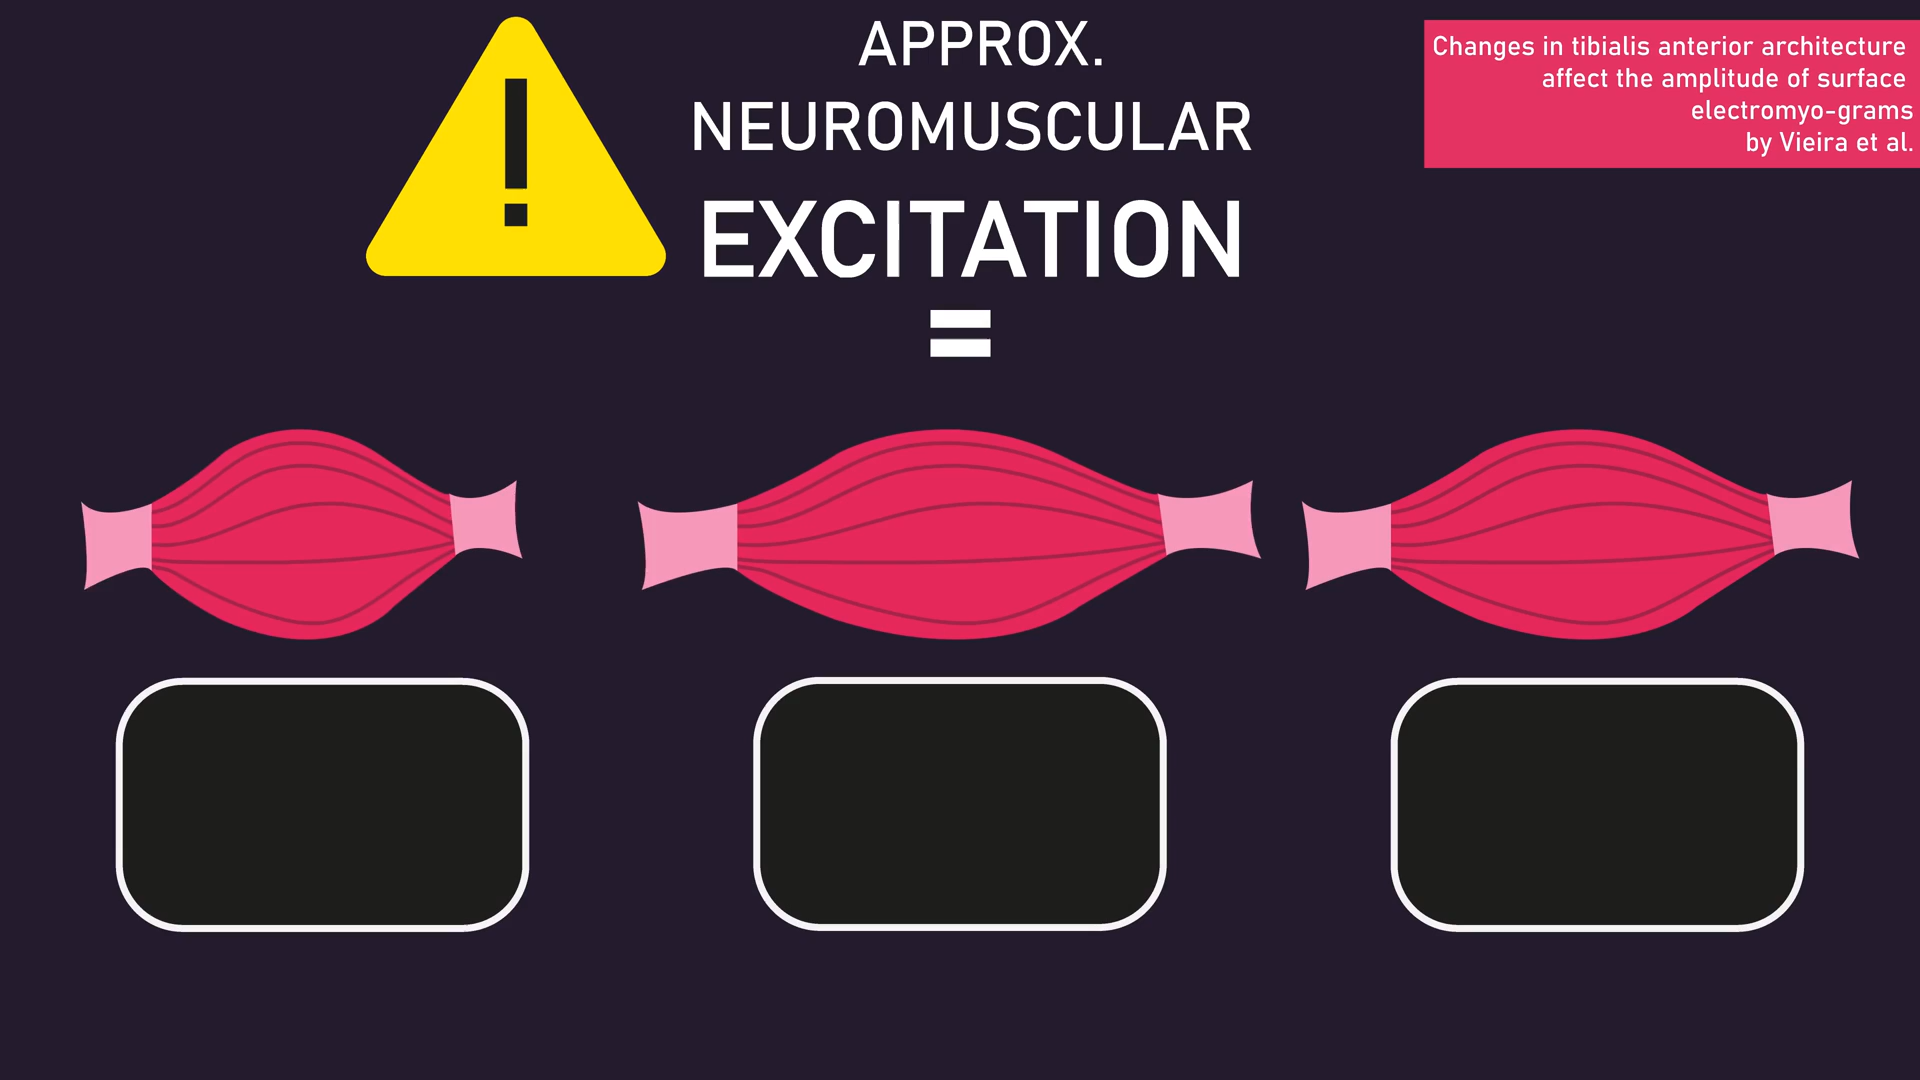 APPROX.
NEUROMUSCULAR
EXCITATION
=
Changes in tibialis anterior architecture
affect the amplitude of surface
electromyo-grams
by Vieira et al.